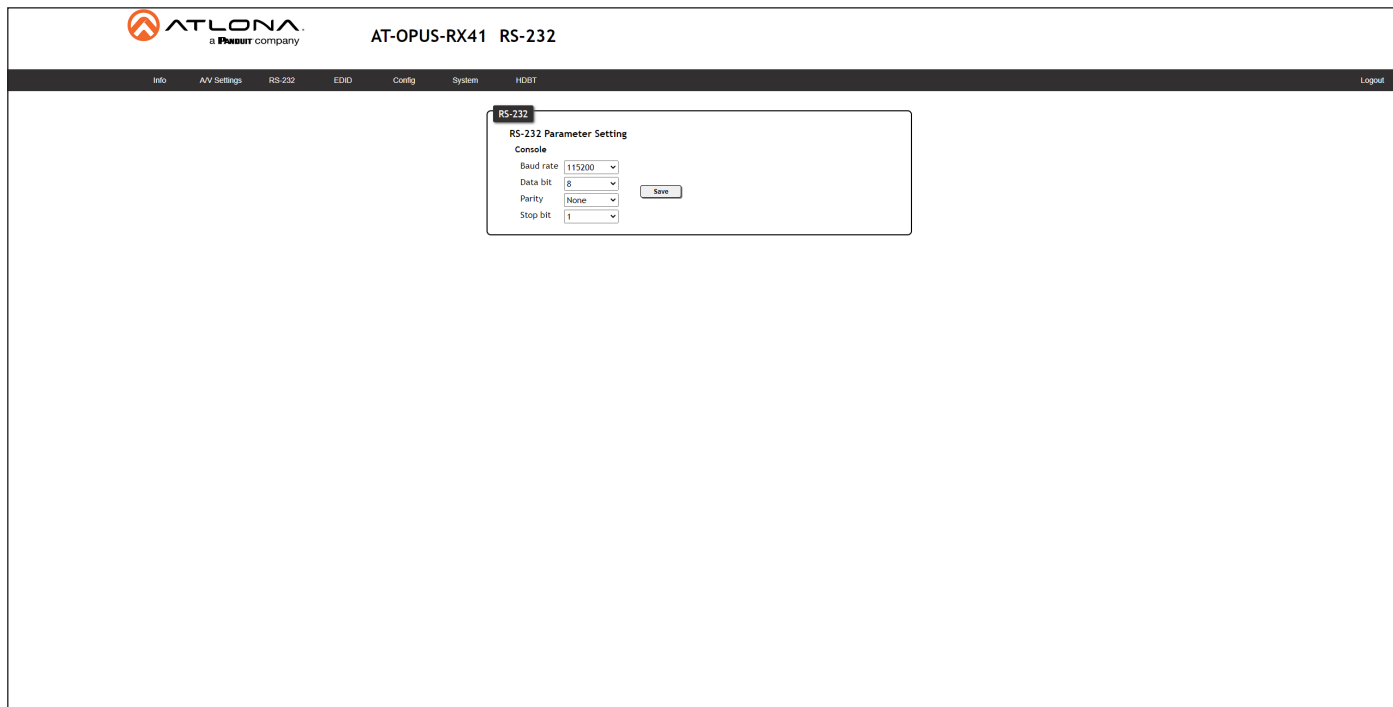 ATLONA.
a PANDUIT company
AT-OPUS-RX41 RS-232
Info A/V Settings RS-232 EDID Config System HDBT Logout
RS-232
RS-232 Parameter Setting
Console
Baud rate 115200
Data bit 8
Save
Parity None
Stop bit 1